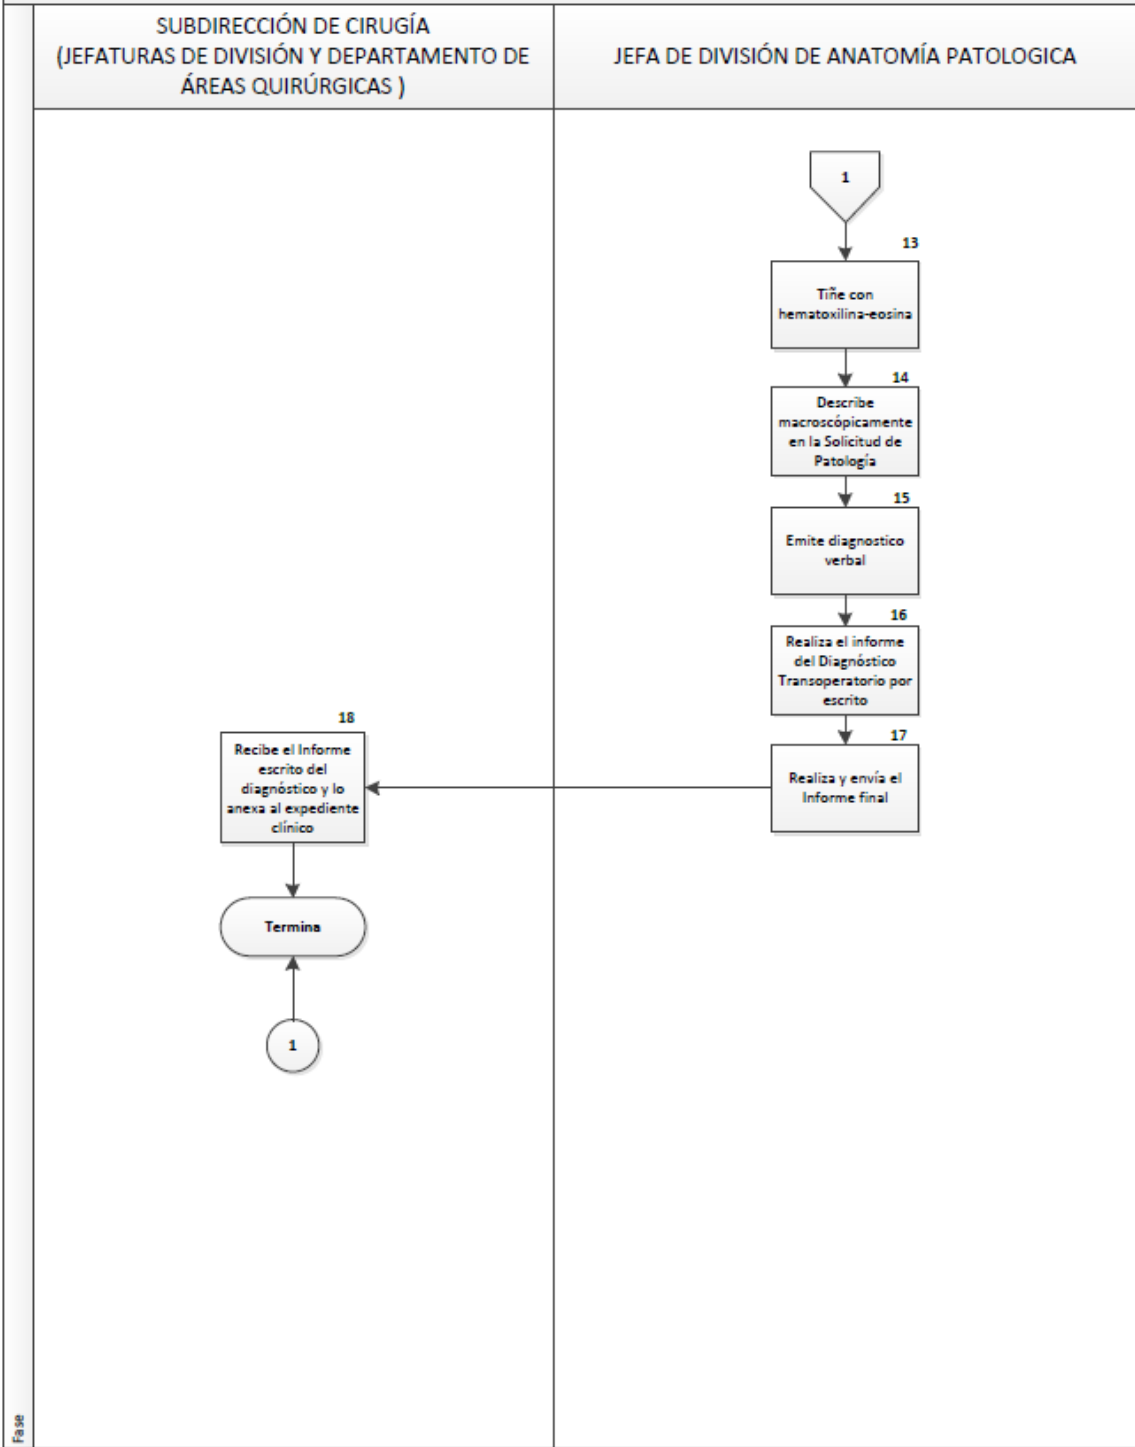 SUBDIRECCIÓN DE CIRUGÍA
(JEFATURAS DE DIVISIÓN Y DEPARTAMENTO DE
ÁREAS QUIRÚRGICAS )
JEFA DE DIVISIÓN DE ANATOMÍA PATOLOGICA
1
13
Tiñe con
hematoxilina-eosina
14
Describe
macroscópicamente
en la Solicitud de
Patología
15
Emite diagnostico
verbal
16
Realiza el informe
del Diagnóstico
Transoperatorio por
escrito
17
Realiza y envía el
Informe final
18
Recibe el Informe
escrito del
diagnóstico y lo
anexa al expediente
clínico
Termina
1
Fase